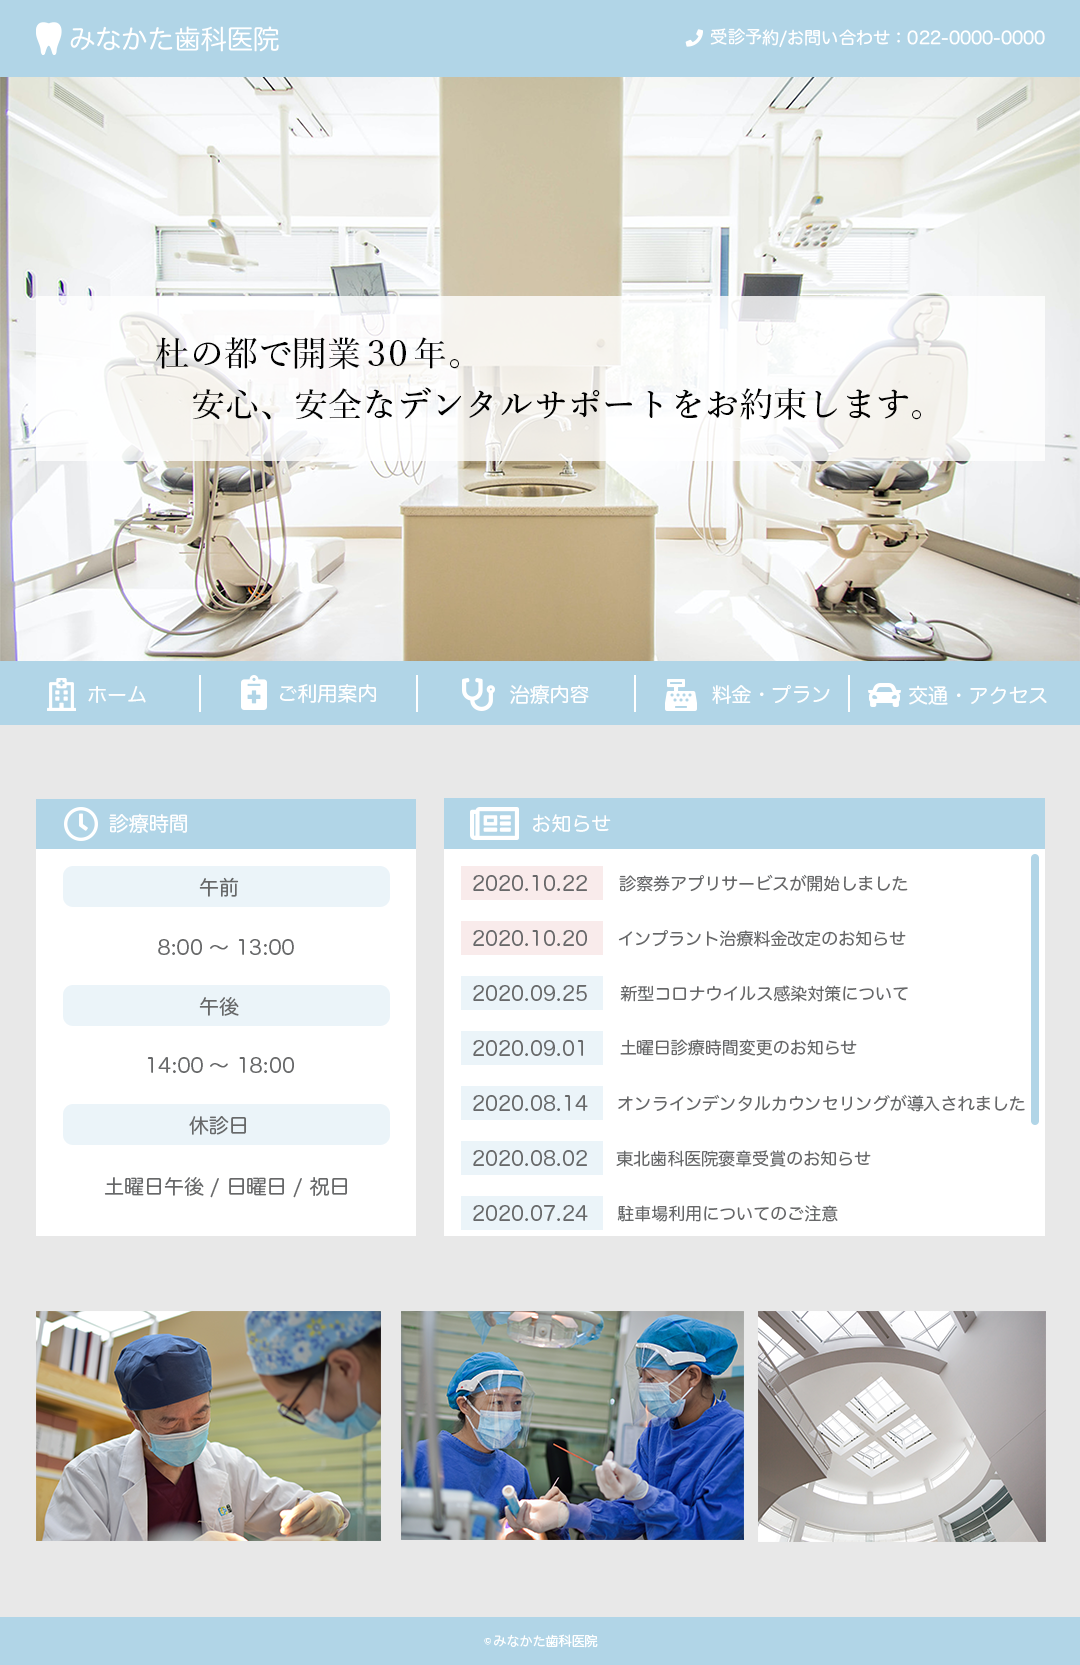 みなかた歯科医院
受診予約/お問い合わせ：022-0000-0000
杜の都で開業30年。
安心、安全なデンタルサポートをお約束します。
ホーム
ご利用案内
治療内容
料金・プラン
交通・アクセス
診療時間
午前
8:00 〜 13:00
午後
14:00 〜 18:00
休診日
土曜日午後 / 日曜日 / 祝日
お知らせ
2020.10.22 診察券アプリサービスが開始しました
2020.10.20 インプラント治療料金改定のお知らせ
2020.09.25 新型コロナウイルス感染対策について
2020.09.01 土曜日診療時間変更のお知らせ
2020.08.14 オンラインデンタルカウンセリングが導入されました
2020.08.02 東北歯科医院褒章受賞のお知らせ
2020.07.24 駐車場利用についてのご注意
©みなかた歯科医院